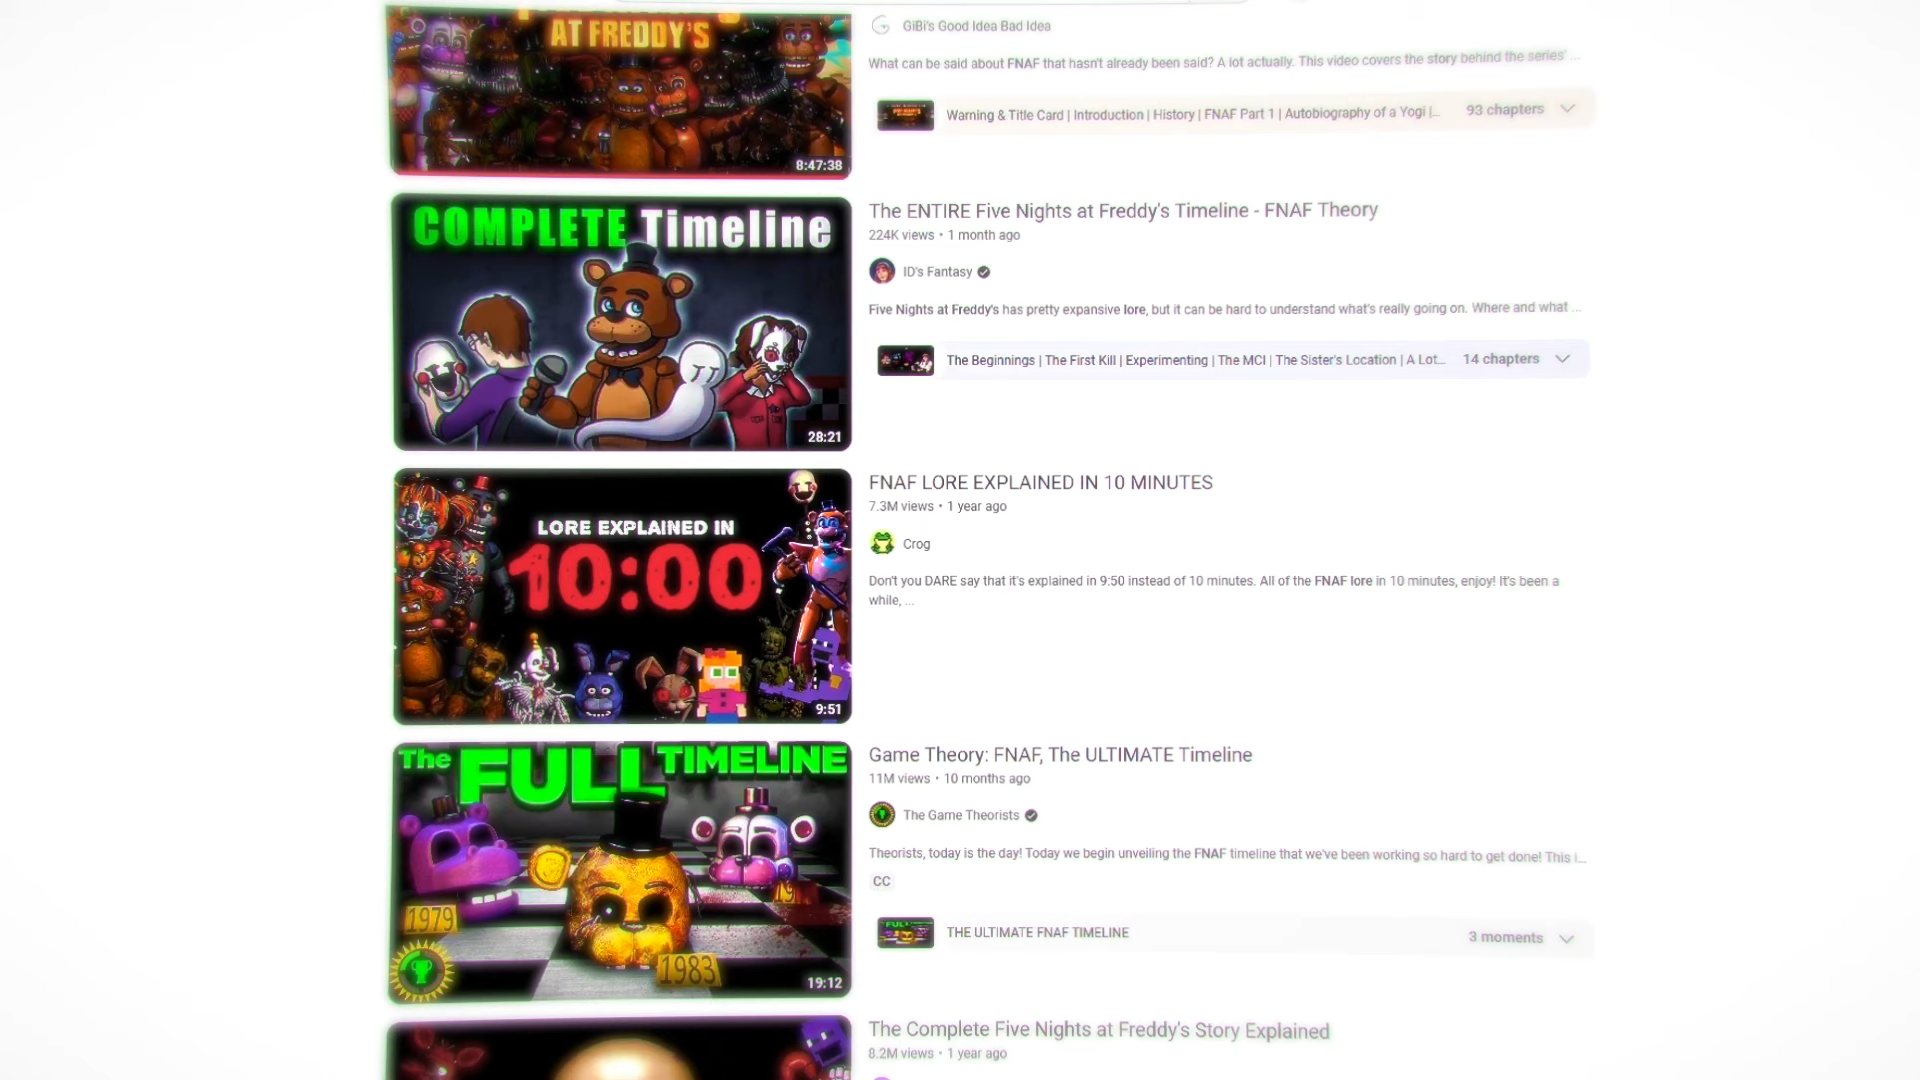 AT FREDDY'S
8:47:38
GiBi's Good Idea Bad Idea
What can be said about FNAF that hasn't already been said? A lot actually. This video covers the story behind the series' ...
Warning & Title Card | Introduction | History | FNAF Part 1 | Autobiography of a Yogi |...
93 chapters
COMPLETE Timeline
28:21
The ENTIRE Five Nights at Freddy's Timeline - FNAF Theory
224K views • 1 month ago
ID's Fantasy
Five Nights at Freddy's has pretty expansive lore, but it can be hard to understand what's really going on. Where and what ...
The Beginnings | The First Kill | Experimenting | The MCI | The Sister's Location | A Lot...
14 chapters
LORE EXPLAINED IN
10:00
9:51
FNAF LORE EXPLAINED IN 10 MINUTES
7.3M views • 1 year ago
Crog
Don't you DARE say that it's explained in 9:50 instead of 10 minutes. All of the FNAF lore in 10 minutes, enjoy! It's been a
while, ...
The FULL TIMELINE
1979
19
1983
19:12
Game Theory: FNAF, The ULTIMATE Timeline
11M views • 10 months ago
The Game Theorists
Theorists, today is the day! Today we begin unveiling the FNAF timeline that we've been working so hard to get done! This i...
CC
FULL
THE ULTIMATE FNAF TIMELINE
3 moments
The Complete Five Nights at Freddy's Story Explained
8.2M views • 1 year ago